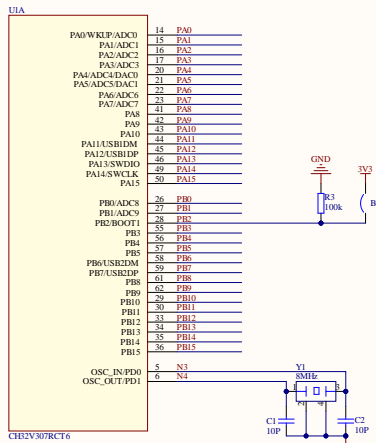 U1A
PA0/WKUP/ADC0 14 PA0
PA1/ADC1 15 PA1
PA2/ADC2 16 PA2
PA3/ADC3 17 PA3
PA4/ADC4/DAC0 20 PA4
PA5/ADC5/DAC1 21 PA5
PA6/ADC6 22 PA6
PA7/ADC7 23 PA7
PA8 41 PA8
PA9 42 PA9
PA10 43 PA10
PA11/USB1DM 44 PA11
PA12/USB1DP 45 PA12
PA13/SWDIO 46 PA13
PA14/SWCLK 49 PA14
PA15 50 PA15
GND
3V3
PB0/ADC8 26 PB0
PB1/ADC9 27 PB1
PB2/BOOT1 28 PB2
R3
100k
B
PB3 55 PB3
PB4 56 PB4
PB5 57 PB5
PB6/USB2DM 58 PB6
PB7/USB2DP 59 PB7
PB8 61 PB8
PB9 62 PB9
PB10 29 PB10
PB11 30 PB11
PB12 33 PB12
PB13 34 PB13
PB14 35 PB14
PB15 36 PB15
OSC_IN/PD0 5 N3
OSC_OUT/PD1 6 N4
Y1
8MHz
1 3
2 4
C1
10P
C2
10P
CH32V307RCT6